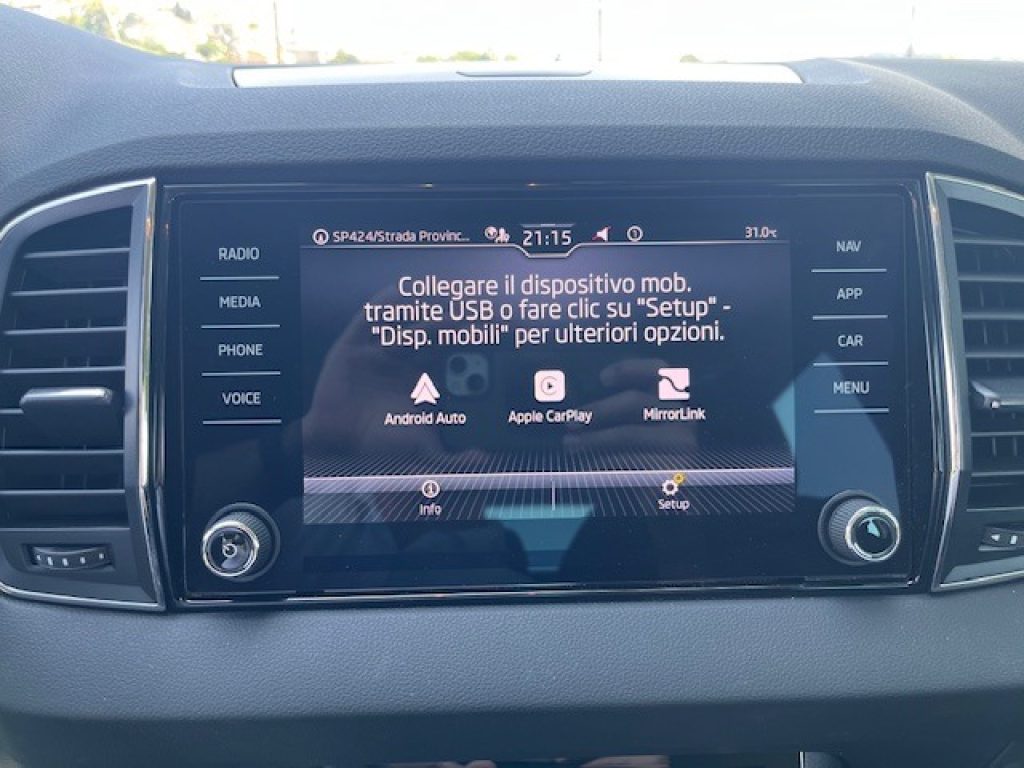 SP424/Strada Provinc... 21:15 31.0°C
RADIO
MEDIA
PHONE
VOICE
Collegare il dispositivo mob.
tramite USB o fare clic su "Setup" -
"Disp. mobili" per ulteriori opzioni.
Android Auto Apple CarPlay MirrorLink
Info Setup
NAV
APP
CAR
MENU